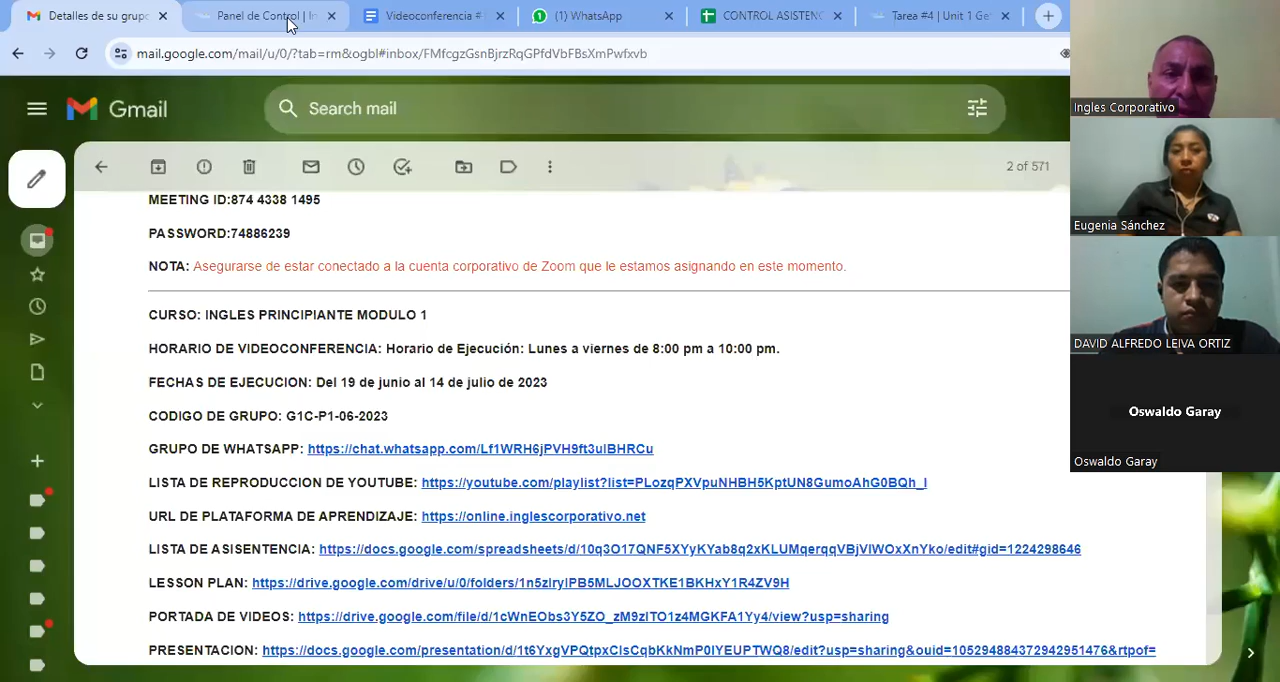 Detalles de su grupo
Panel de Control | In
Videoconferencia #
(1) WhatsApp
CONTROL ASISTENC
Tarea #4 | Unit 1 Ge
mail.google.com/mail/u/0/?tab=rm&ogbl#inbox/FMfcgzGsnBjrzRqGPfdVbFBsXmPwfxvb
Gmail
Search mail
2 of 571
MEETING ID:874 4338 1495
PASSWORD:74886239
NOTA: Asegurarse de estar conectado a la cuenta corporativo de Zoom que le estamos asignando en este momento.
CURSO: INGLES PRINCIPIANTE MODULO 1
HORARIO DE VIDEOCONFERENCIA: Horario de Ejecución: Lunes a viernes de 8:00 pm a 10:00 pm.
FECHAS DE EJECUCION: Del 19 de junio al 14 de julio de 2023
CODIGO DE GRUPO: G1C-P1-06-2023
GRUPO DE WHATSAPP: https://chat.whatsapp.com/Lf1WRH6jPVH9ft3uIBHRCu
LISTA DE REPRODUCCION DE YOUTUBE: https://youtube.com/playlist?list=PLozqPXVpuNHBH5KptUN8GumoAhG0BQh_I
URL DE PLATAFORMA DE APRENDIZAJE: https://online.inglescorporativo.net
LISTA DE ASISENTENCIA: https://docs.google.com/spreadsheets/d/10q3O17QNF5XYyKYab8q2xKLUMqerqqVBjVlWOxXnYko/edit#gid=1224298646
LESSON PLAN: https://drive.google.com/drive/u/0/folders/1n5zIryIPB5MLJOOXTKE1BKHxY1R4ZV9H
PORTADA DE VIDEOS: https://drive.google.com/file/d/1cWnEObs3Y5ZO_zM9zITO1z4MGKFA1Yy4/view?usp=sharing
PRESENTACION: https://docs.google.com/presentation/d/1t6YxgVPQtpxCIsCqbKkNmP0IYEUPTWQ8/edit?usp=sharing&ouid=105294884372942951476&rtpof=
Ingles Corporativo
Eugenia Sánchez
DAVID ALFREDO LEIVA ORTIZ
Oswaldo Garay
Oswaldo Garay